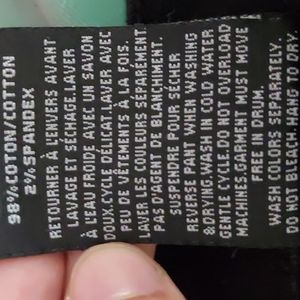 98% COTON/COTTON
2% SPANDEX
RETOURNER À L'ENVERS AVANT
LAVAGE ET SÉCHAGE.LAVER
À L'EAU FROIDE AVEC UN SAVON
DOUX.CYCLE DÉLICAT.LAVER AVEC
PEU DE VÊTEMENTS À LA FOIS.
LAVER LES COULEURS SÉPARÉMENT
PAS D'AGENT DE BLANCHIMENT.
SUSPENDRE POUR SÉCHER
REVERSE PANT WHEN WASHING
& DRYING.WASH IN COLD WATER
GENTLE CYCLE.DO NOT OVERLOAD
MACHINES.GARMENT MUST MOVE
FREE IN DRUM.
WASH COLORS SEPARATELY.
DO NOT BLEACH.HANG TO DRY.